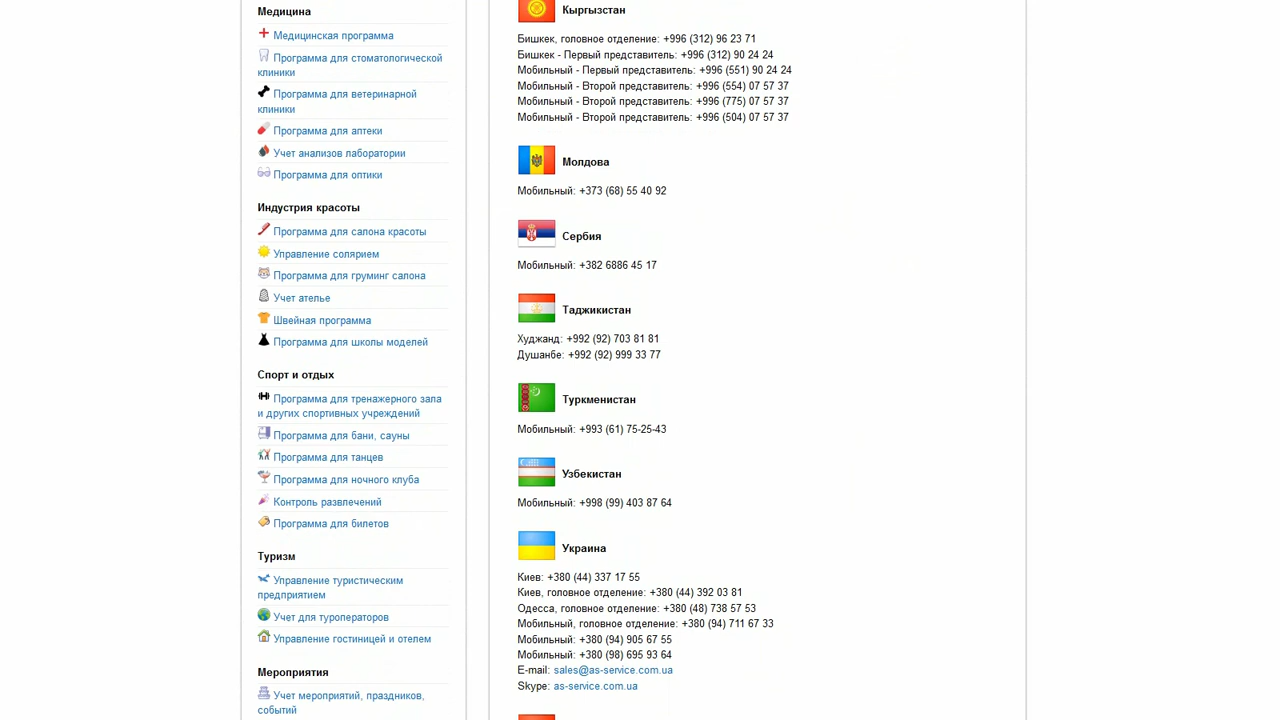 Медицина
Медицинская программа
Программа для стоматологической
клиники
Программа для ветеринарной
клиники
Программа для аптеки
Учет анализов лаборатории
Программа для оптики
Индустрия красоты
Программа для салона красоты
Управление солярием
Программа для груминг салона
Учет ателье
Швейная программа
Программа для школы моделей
Спорт и отдых
Программа для тренажерного зала
и других спортивных учреждений
Программа для бани, сауны
Программа для танцев
Программа для ночного клуба
Контроль развлечений
Программа для билетов
Туризм
Управление туристическим
предприятием
Учет для туроператоров
Управление гостиницей и отелем
Мероприятия
Учет мероприятий, праздников,
событий
Кыргызстан
Бишкек, головное отделение: +996 (312) 96 23 71
Бишкек - Первый представитель: +996 (312) 90 24 24
Мобильный - Первый представитель: +996 (551) 90 24 24
Мобильный - Второй представитель: +996 (554) 07 57 37
Мобильный - Второй представитель: +996 (775) 07 57 37
Мобильный - Второй представитель: +996 (504) 07 57 37
Молдова
Мобильный: +373 (68) 55 40 92
Сербия
Мобильный: +382 6886 45 17
Таджикистан
Худжанд: +992 (92) 703 81 81
Душанбе: +992 (92) 999 33 77
Туркменистан
Мобильный: +993 (61) 75-25-43
Узбекистан
Мобильный: +998 (99) 403 87 64
Украина
Киев: +380 (44) 337 17 55
Киев, головное отделение: +380 (44) 392 03 81
Одесса, головное отделение: +380 (48) 738 57 53
Мобильный, головное отделение: +380 (94) 711 67 33
Мобильный: +380 (94) 905 67 55
Мобильный: +380 (98) 695 93 64
E-mail: sales@as-service.com.ua
Skype: as-service.com.ua